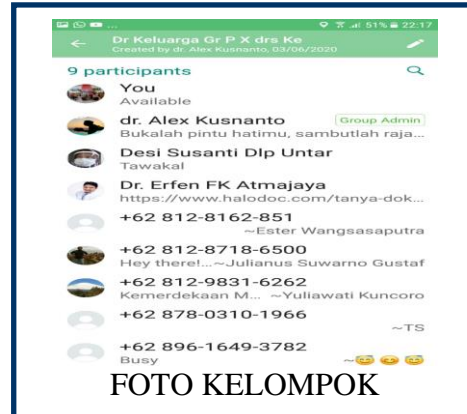 ... 51% 22:17
Dr Keluarga Gr P X drs Ke
Created by dr. Alex Kusnanto, 03/06/2020
9 participants
You
Available
dr. Alex Kusnanto Group Admin
Bukalah pintu hatimu, sambutlah raja...
Desi Susanti Dlp Untar
Tawakal
Dr. Erfen FK Atmajaya
https://www.halodoc.com/tanya-dok...
+62 812-8162-851
~Ester Wangsasaputra
+62 812-8718-6500
Hey there!...~Julianus Suwarno Gustaf
+62 812-9831-6262
Kemerdekaan M... ~Yuliawati Kuncoro
+62 878-0310-1966
~TS
+62 896-1649-3782
Busy ~😇 😊 😇
FOTO KELOMPOK